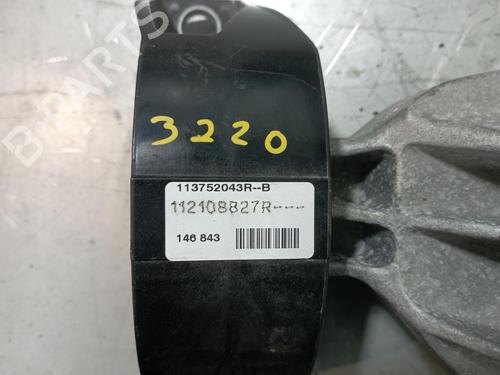 B-PARTS
3220
113752043R--B
112108827R----
146 843